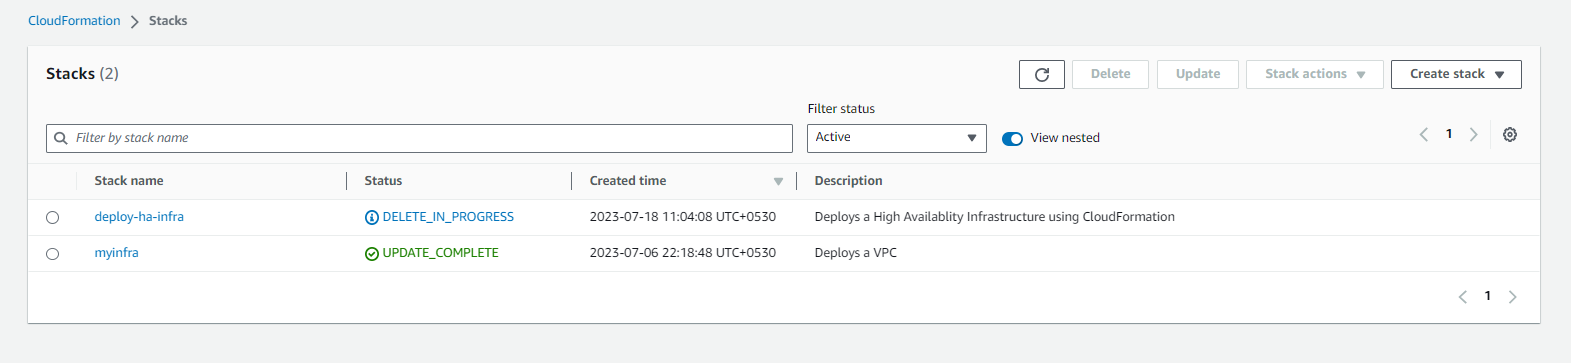 CloudFormation > Stacks
Stacks (2)
Delete
Update
Stack actions
Create stack
Filter status
Filter by stack name
Active
View nested
1
Stack name Status Created time Description
deploy-ha-infra DELETE_IN_PROGRESS 2023-07-18 11:04:08 UTC+0530 Deploys a High Availablity Infrastructure using CloudFormation
myinfra UPDATE_COMPLETE 2023-07-06 22:18:48 UTC+0530 Deploys a VPC
1